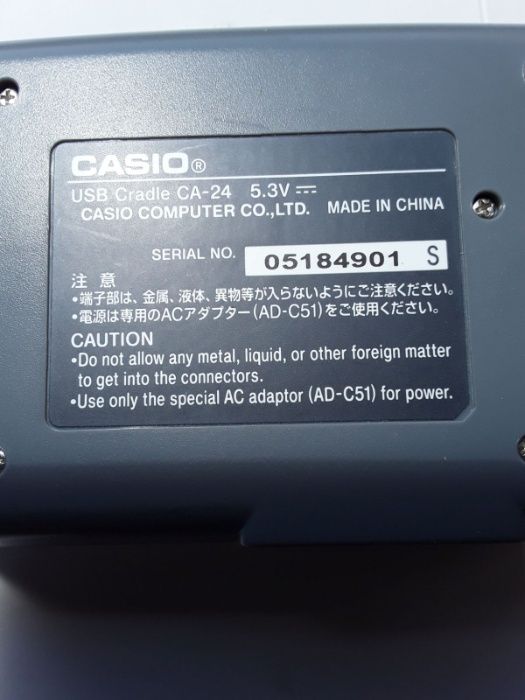 CASIO®
USB Cradle CA-24 5.3V ⎓
CASIO COMPUTER CO.,LTD. MADE IN CHINA
SERIAL NO. 05184901 S
注意
•端子部は、金属、液体、異物等が入らないようにご注意ください。
•電源は専用のACアダプター(AD-C51)をご使用ください。
CAUTION
•Do not allow any metal, liquid, or other foreign matter
to get into the connectors.
•Use only the special AC adaptor (AD-C51) for power.